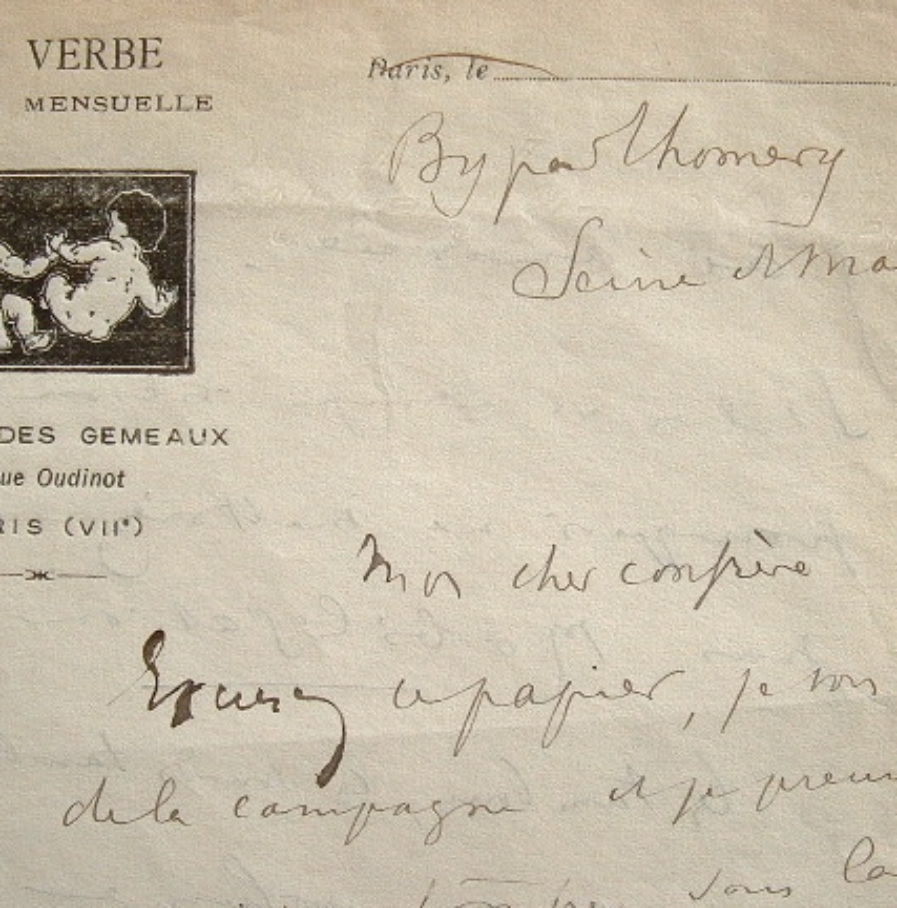 VERBE
MENSUELLE
Paris, le
By par Thomery
Seine et Ma
DES GEMEAUX
ue Oudinot
RIS (VIIe)
Mon cher confrère
Excusez ce papier, je vous
de la campagne et je prends
sous la